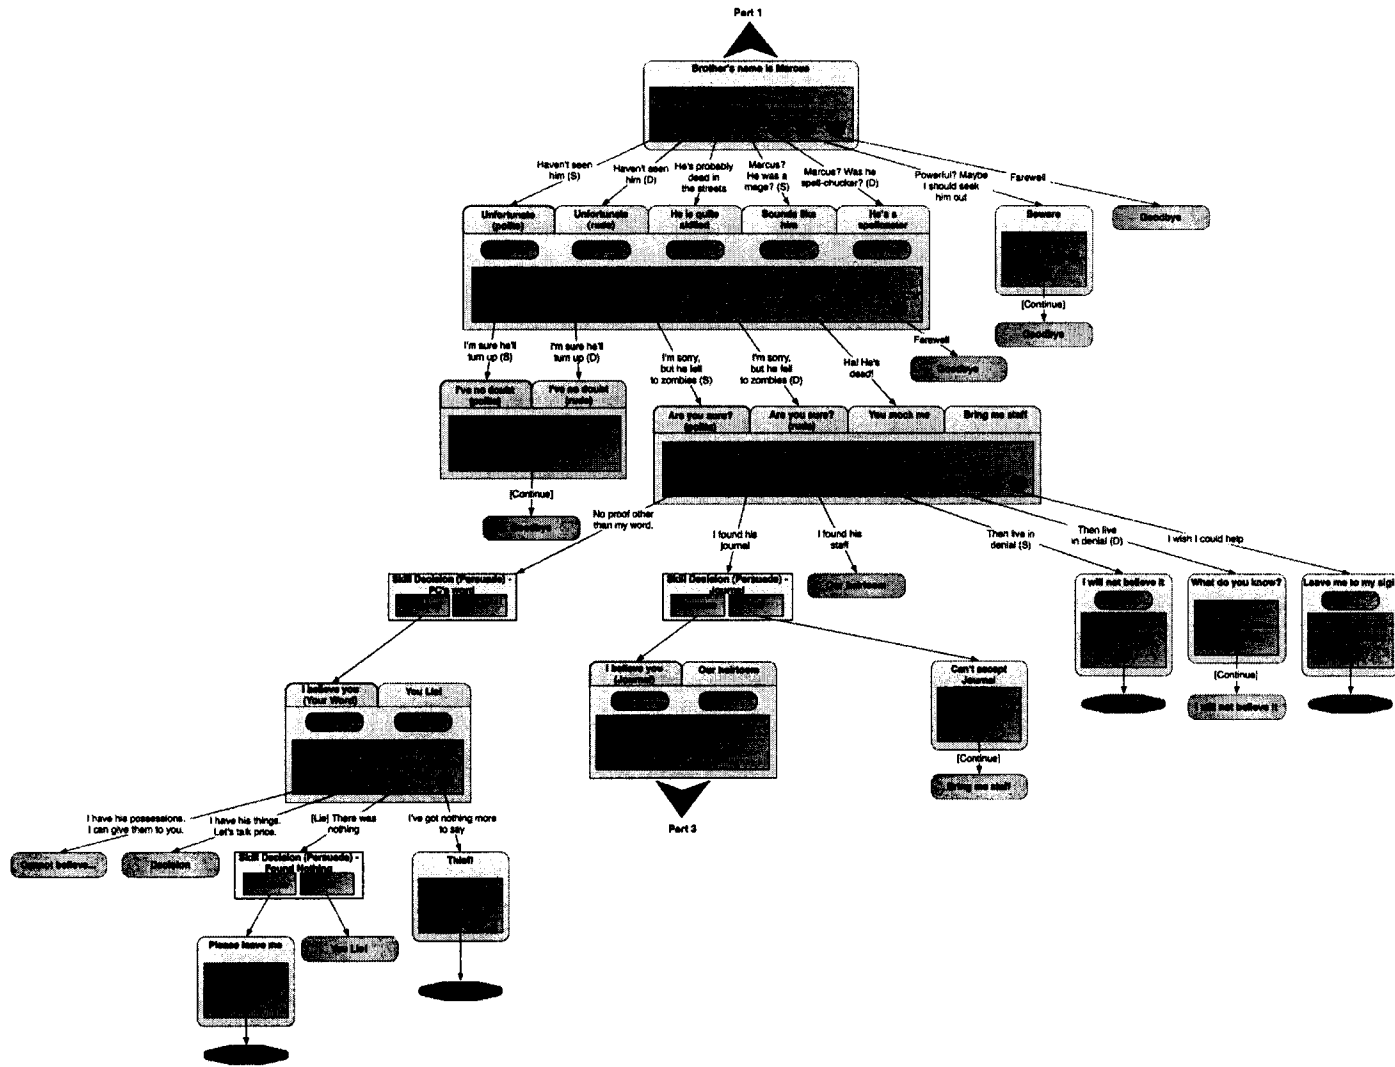 Part 1
Brother's name is Marcus
Haven't seen
him (S)
Haven't seen
him (D)
He's probably
dead in
the streets
Marcus?
He was a
mage? (S)
Marcus? Was he
spell-chucker? (D)
Powerful? Maybe
I should seek
him out
Farewell
Unfortunate
(polite)
Unfortunate
(rude)
He is quite
skilled
Sounds like
him
He's a
spellcaster
Beware
Goodbye
[Continue]
Goodbye
I'm sure he'll
turn up (S)
I'm sure he'll
turn up (D)
I'm sorry,
but he fell
to zombies (S)
I'm sorry,
but he fell
to zombies (D)
Ha! He's
dead!
Farewell
Goodbye
I've no doubt
(polite)
I've no doubt
(rude)
Are you sure?
(polite)
Are you sure?
(rude)
You mock me
Bring me staff
[Continue]
Goodbye
No proof other
than my word.
I found his
journal
I found his
staff
Then live in
denial (S)
Then live
in denial (D)
I wish I could help
Skill Decision (Persuade) -
PC's word
Skill Decision (Persuade) -
Journal
Our heirloom
I will not believe it
What do you know?
Leave me to my sigi
I believe you
(Your Word)
You Lie!
I believe you
(Journal)
Our heirloom
Can't accept
Journal
[Continue]
I will not believe it
[Continue]
Bring me staff
Part 3
I have his possessions.
I can give them to you.
I have his things.
Let's talk price.
[Lie] There was
nothing
I've got nothing more
to say
Cannot believe...
Decision
Skill Decision (Persuade) -
Found Nothing
Thief!
Please leave me
You Lie!